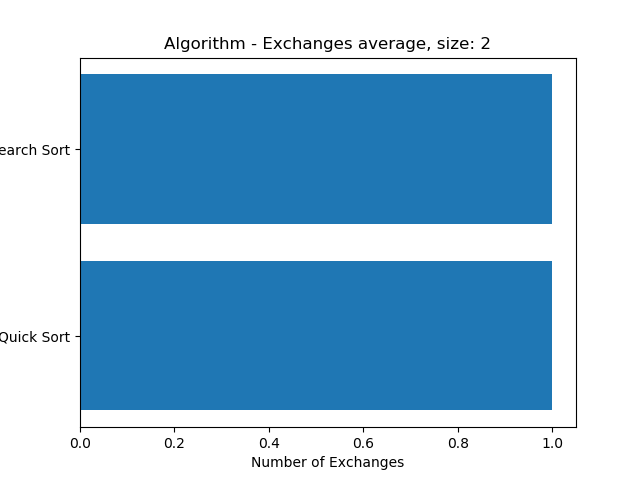 Algorithm - Exchanges average, size: 2
earch Sort
Quick Sort
0.0 0.2 0.4 0.6 0.8 1.0
Number of Exchanges